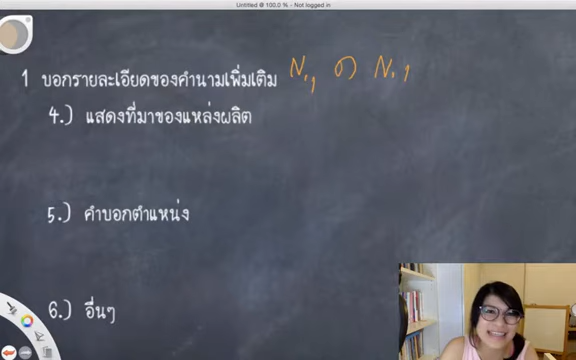 Untitled @ 100.0 % - Not logged in
1 บอกรายละเอียดของคำนามเพิ่มเติม N.1 の N.1
4.) แสดงที่มาของแหล่งผลิต
5.) คำบอกตำแหน่ง
6.) อื่นๆ